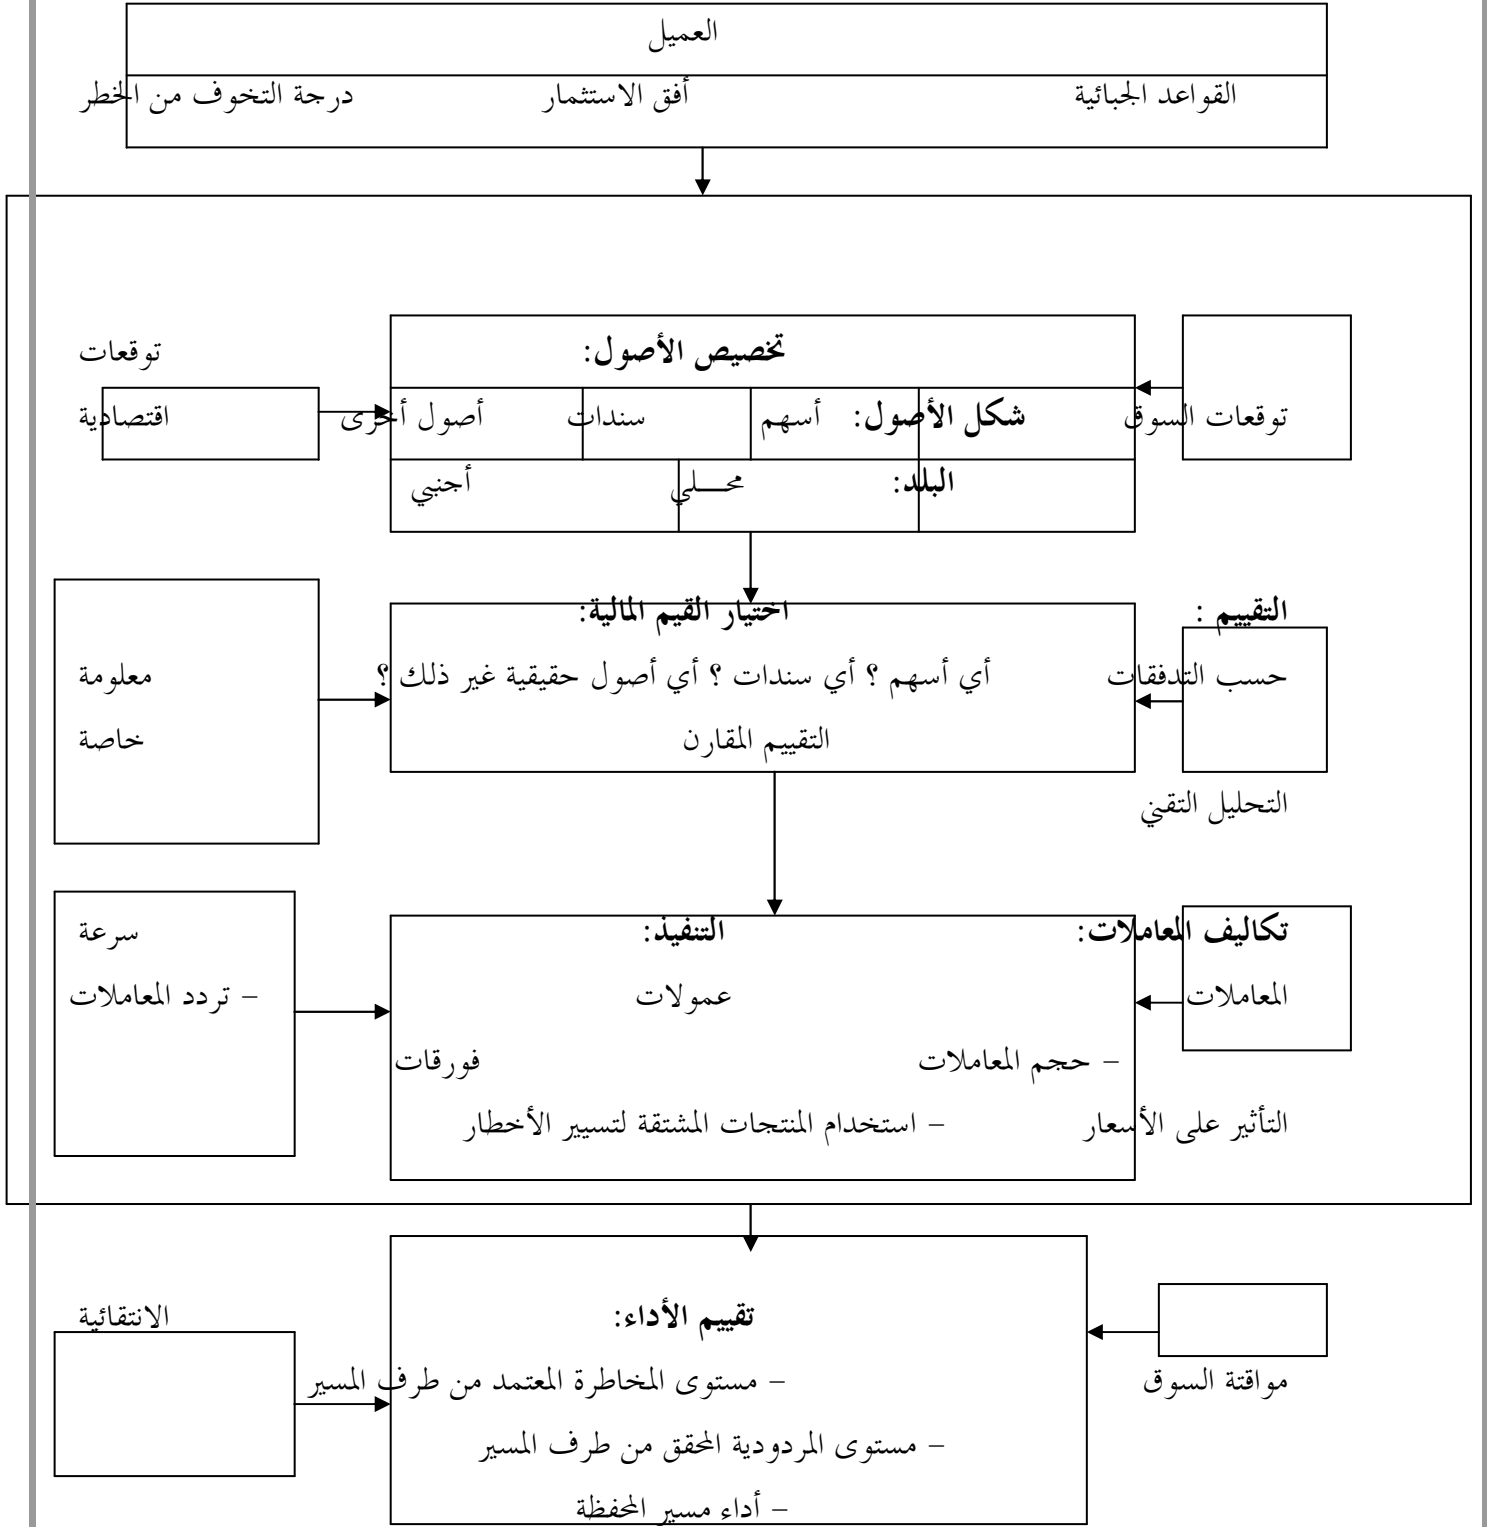 العميل
القواعد الجبائية أفق الاستثمار درجة التخوف من الخطر
تخصيص الأصول: توقعات
توقعات السوق شكل الأصول: أسهم سندات أصول أخرى اقتصادية
البلد: محـــلي أجنبي
التقييم : اختيار القيم المالية:
حسب التدفقات أي أسهم ؟ أي سندات ؟ أي أصول حقيقية غير ذلك ؟ معلومة
التقييم المقارن خاصة
التحليل التقني
تكاليف المعاملات: التنفيذ: سرعة
المعاملات عمولات – تردد المعاملات
– حجم المعاملات فورقات
التأثير على الأسعار – استخدام المنتجات المشتقة لتسيير الأخطار
تقييم الأداء: الانتقائية
مواقتة السوق – مستوى المخاطرة المعتمد من طرف المسير
– مستوى المردودية المحقق من طرف المسير
– أداء مسير المحفظة